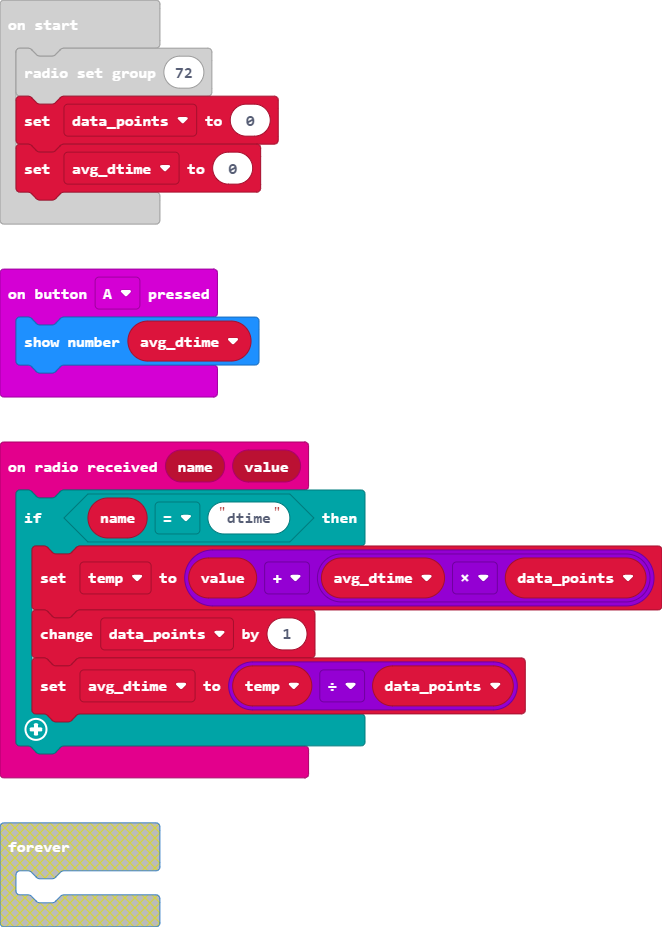 on start
radio set group 72
set data_points to 0
set avg_dtime to 0
on button A pressed
show number avg_dtime
on radio received name value
if name = "dtime" then
set temp to value + avg_dtime × data_points
change data_points by 1
set avg_dtime to temp ÷ data_points
forever